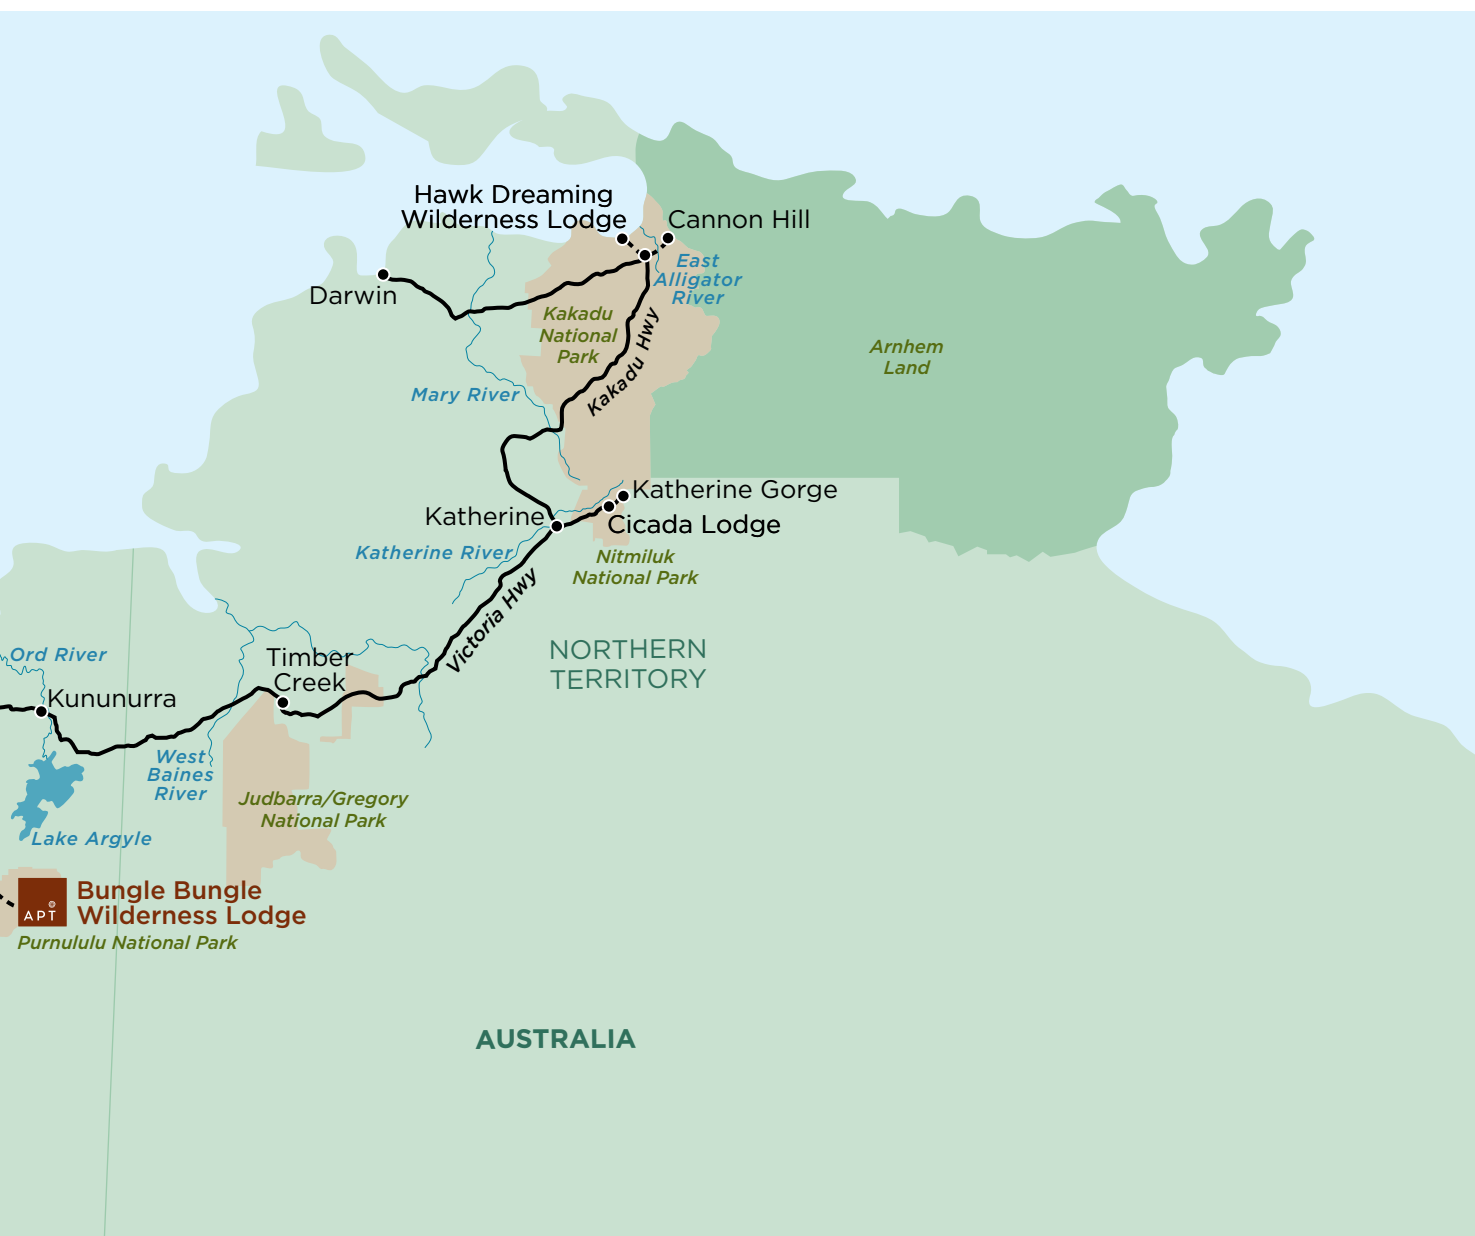 Hawk Dreaming
Wilderness Lodge
Cannon Hill
East
Alligator
River
Darwin
Kakadu
National
Park
Kakadu Hwy
Arnhem
Land
Mary River
Katherine Gorge
Katherine
Cicada Lodge
Katherine River
Nitmiluk
National Park
Victoria Hwy
NORTHERN
TERRITORY
Ord River
Timber
Creek
Kununurra
West
Baines
River
Judbarra/Gregory
National Park
Lake Argyle
APT
Bungle Bungle
Wilderness Lodge
Purnululu National Park
AUSTRALIA